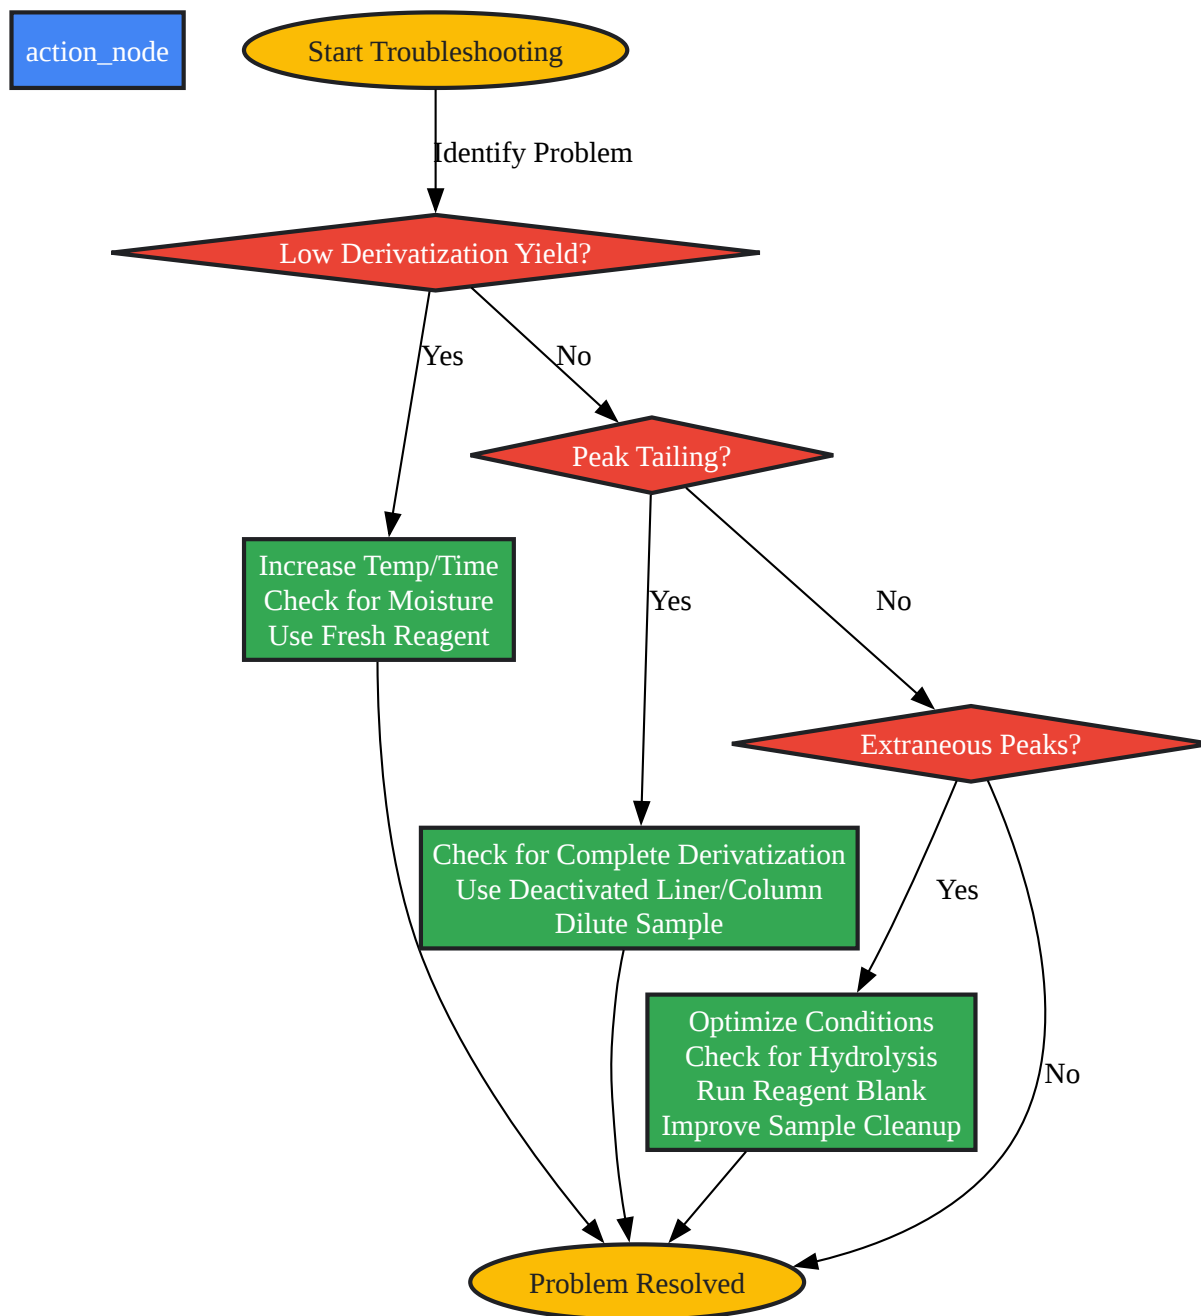 action_node
Start Troubleshooting
Identify Problem
Low Derivatization Yield?
Yes
No
Peak Tailing?
Increase Temp/Time
Check for Moisture
Use Fresh Reagent
Yes
No
Extraneous Peaks?
Check for Complete Derivatization
Use Deactivated Liner/Column
Dilute Sample
Yes
Optimize Conditions
Check for Hydrolysis
Run Reagent Blank
Improve Sample Cleanup
No
Problem Resolved